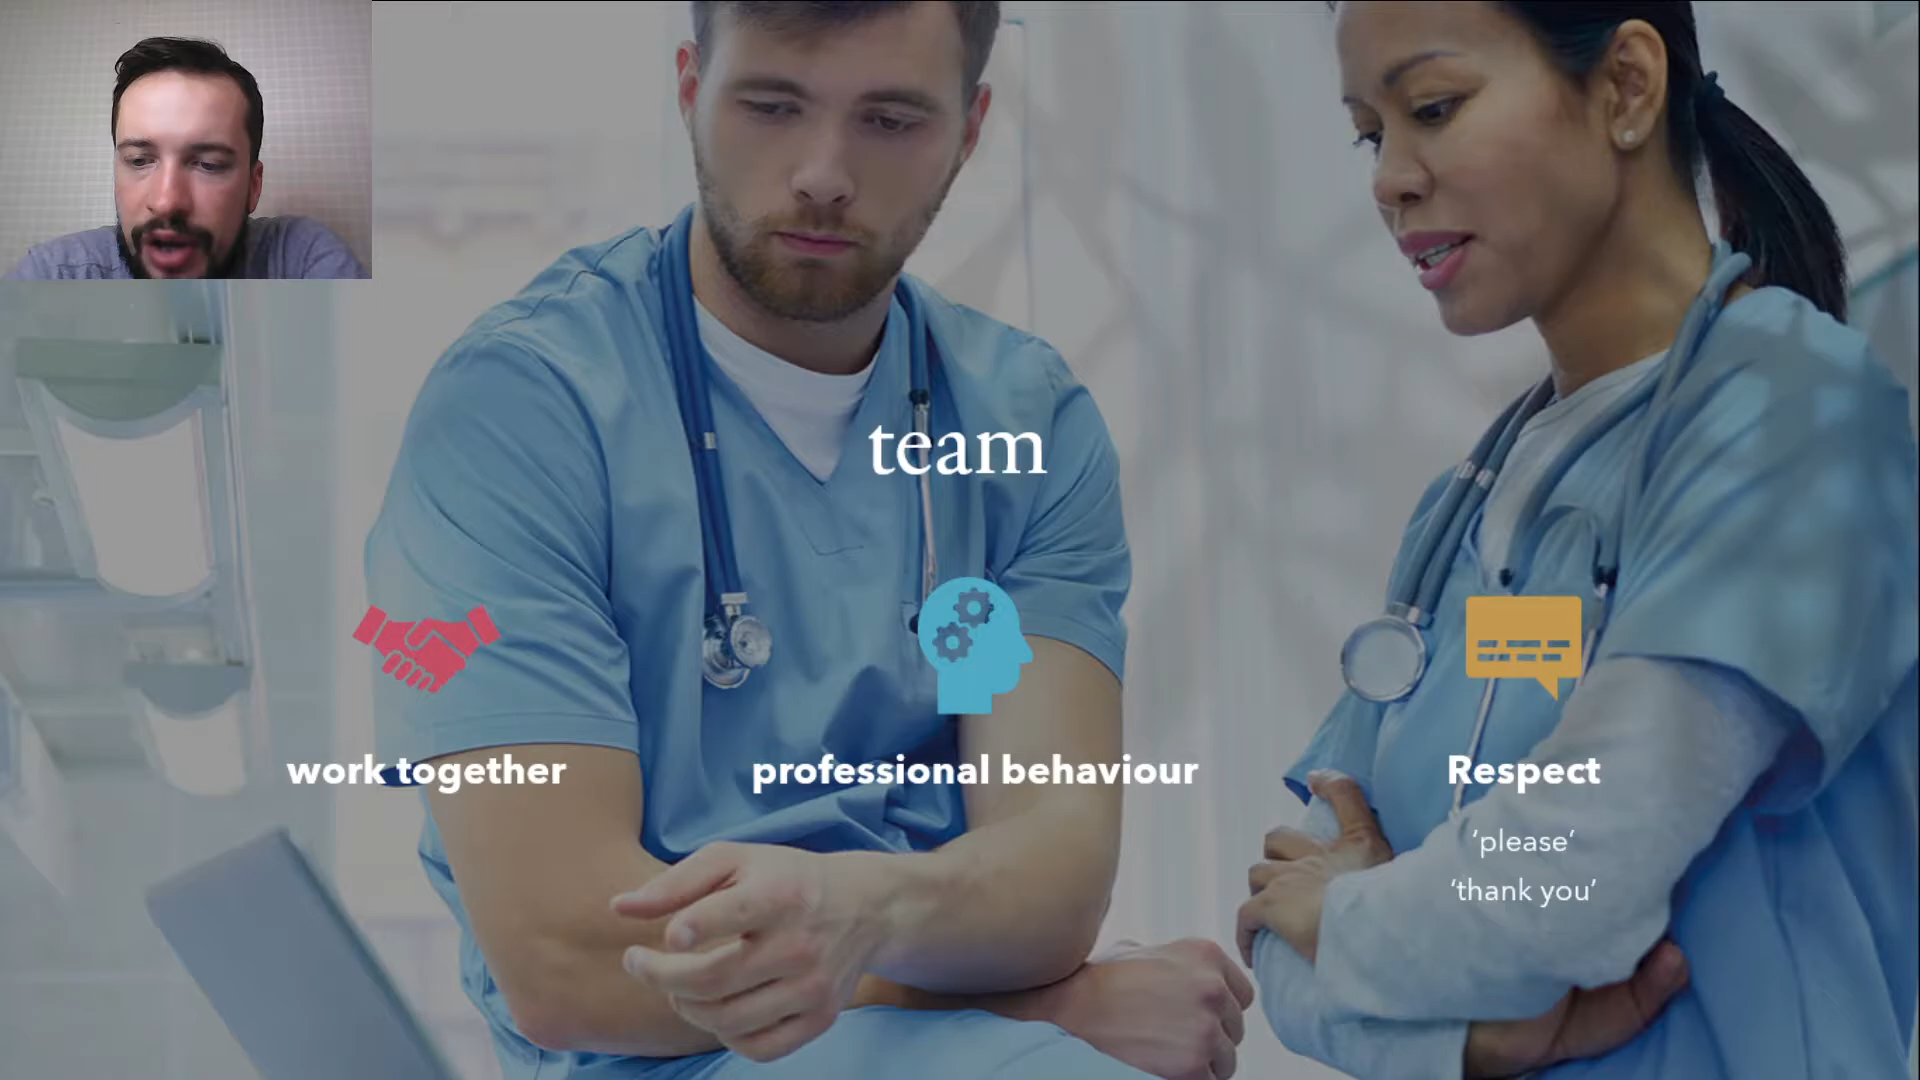 team
work together
professional behaviour
Respect
‘please’
‘thank you’